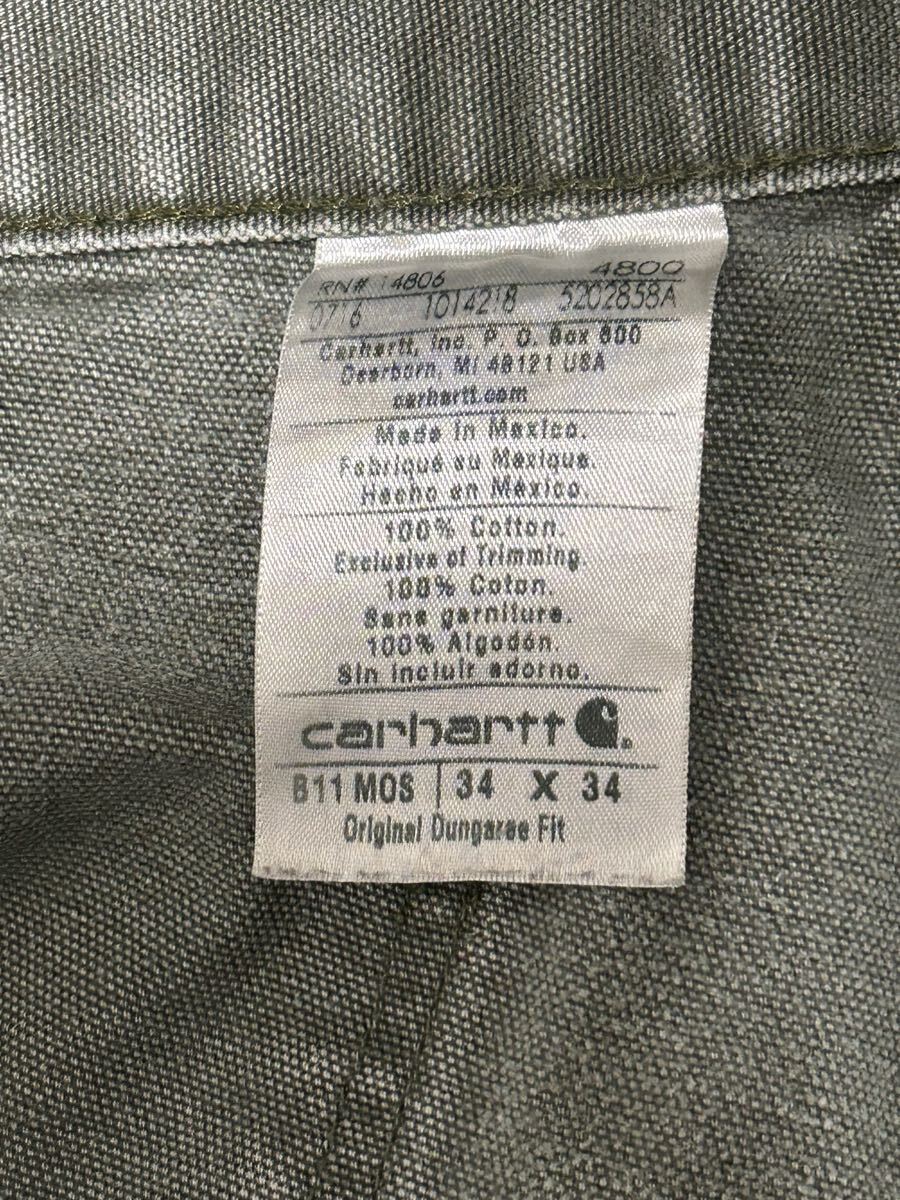 RN# 14806 4800
0716 1014218 5202858A
Carhartt, Inc. P. O. Box 600
Dearborn, MI 48121 USA
carhartt.com
Made in Mexico.
Fabriqué au Mexique.
Hecho en México.
100% Cotton.
Exclusive of Trimming.
100% Coton.
Sans garniture.
100% Algodón.
Sin incluir adorno.
carhartt
B11 MOS 34 X 34
Original Dungaree Fit